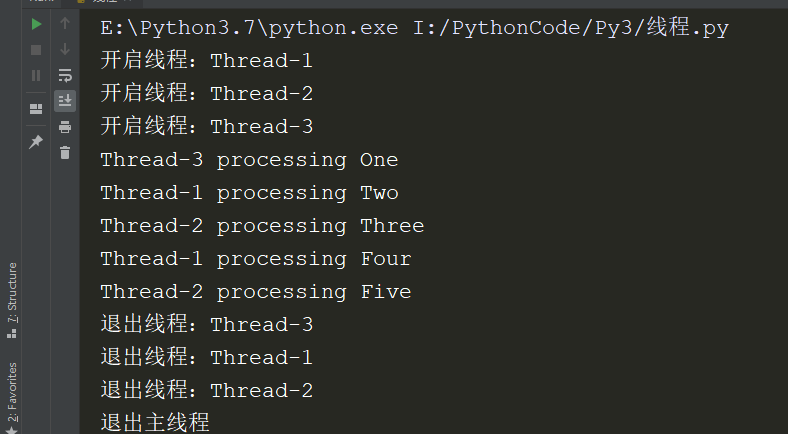 E:\Python3.7\python.exe I:/PythonCode/Py3/线程.py
开启线程：Thread-1
开启线程：Thread-2
开启线程：Thread-3
Thread-3 processing One
Thread-1 processing Two
Thread-2 processing Three
Thread-1 processing Four
Thread-2 processing Five
退出线程：Thread-3
退出线程：Thread-1
退出线程：Thread-2
退出主线程
7: Structure
2: Favorites